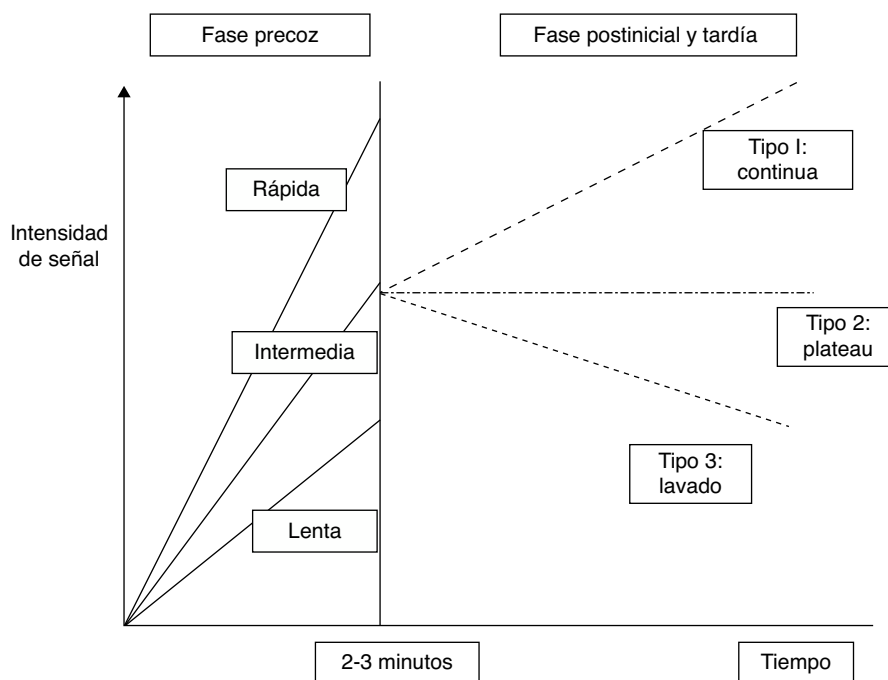 Fase precoz
Fase postinicial y tardía
Tipo I:
continua
Rápida
Intensidad
de señal
Tipo 2:
plateau
Intermedia
Tipo 3:
lavado
Lenta
2-3 minutos
Tiempo